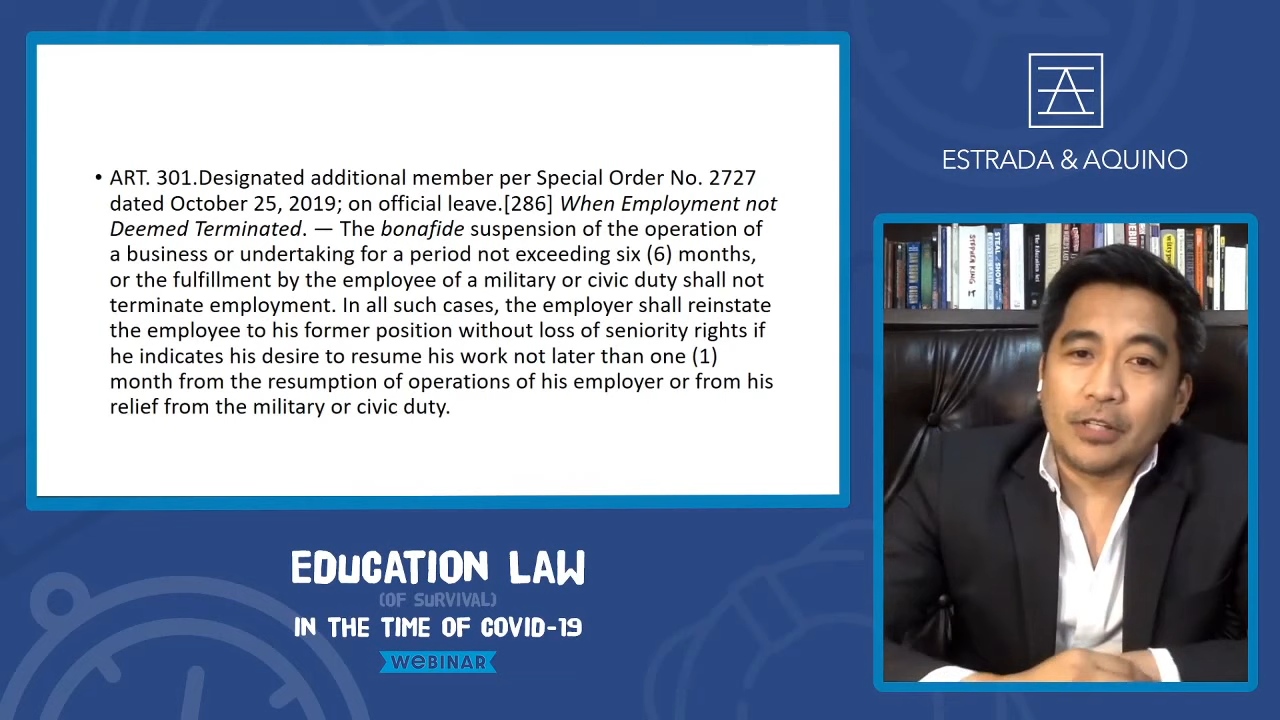 • ART. 301.Designated additional member per Special Order No. 2727
dated October 25, 2019; on official leave.[286] When Employment not
Deemed Terminated. — The bonafide suspension of the operation of
a business or undertaking for a period not exceeding six (6) months,
or the fulfillment by the employee of a military or civic duty shall not
terminate employment. In all such cases, the employer shall reinstate
the employee to his former position without loss of seniority rights if
he indicates his desire to resume his work not later than one (1)
month from the resumption of operations of his employer or from his
relief from the military or civic duty.
ESTRADA & AQUINO
STEPHEN KING
EDUCATION LAW
(OF SURVIVAL)
IN THE TIME OF COVID-19
WEBINAR